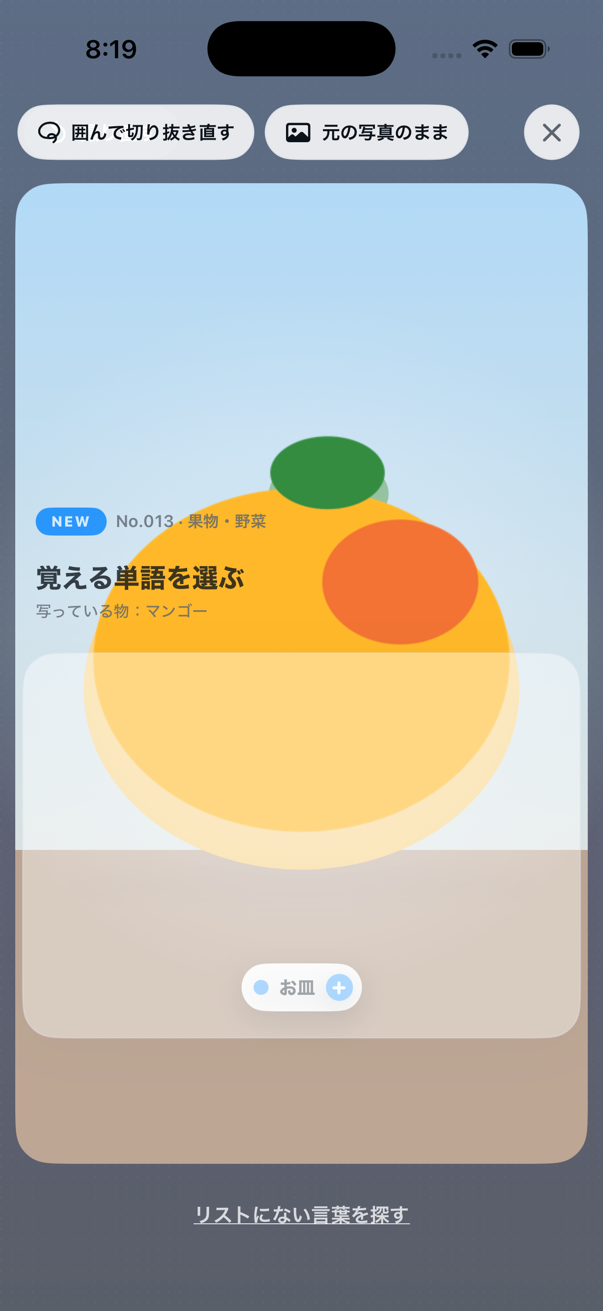 8:19
囲んで切り抜き直す
元の写真のまま
NEW No.013 · 果物・野菜
覚える単語を選ぶ
写っている物：マンゴー
お皿
リストにない言葉を探す